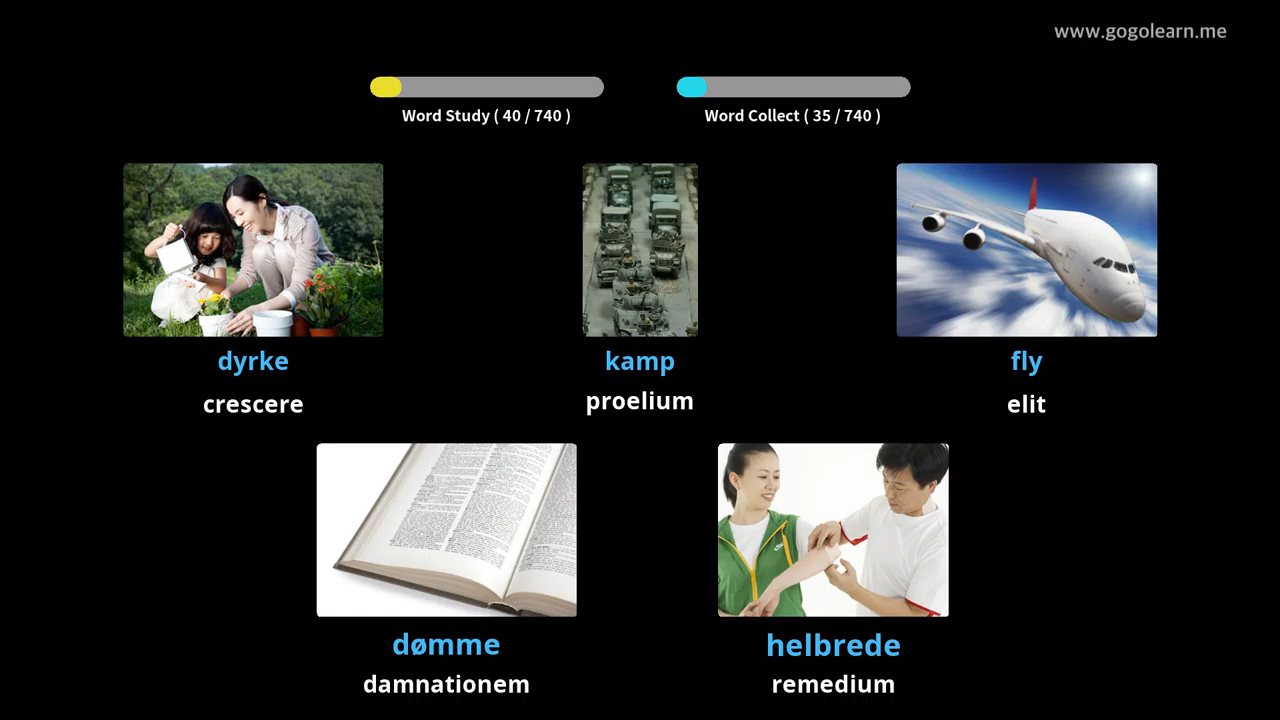 www.gogolearn.me
Word Study ( 40 / 740 )
Word Collect ( 35 / 740 )
dyrke
crescere
kamp
proelium
fly
elit
dømme
damnationem
helbrede
remedium